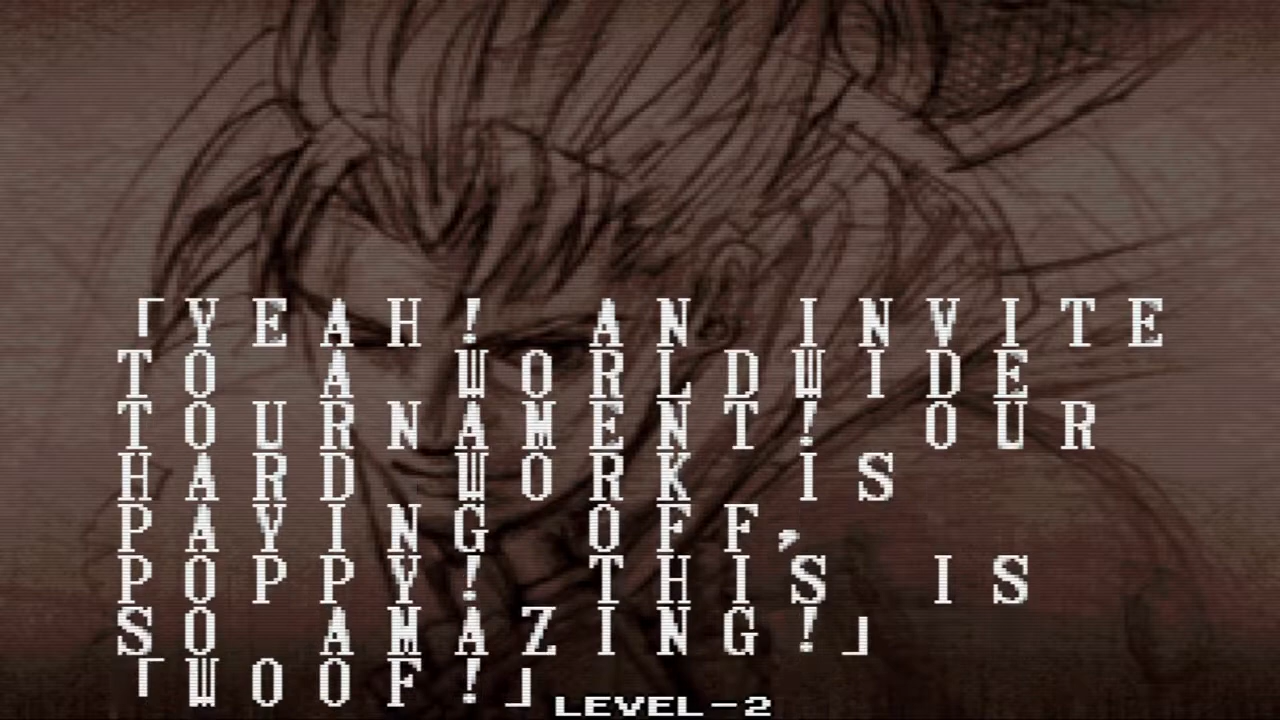 「YEAH! AN INVITE
TO A WORLDWIDE
TOURNAMENT! OUR
HARD WORK IS
PAYING OFF,
POPPY! THIS IS
SO AMAZING!」
「WOOF!」
LEVEL-2